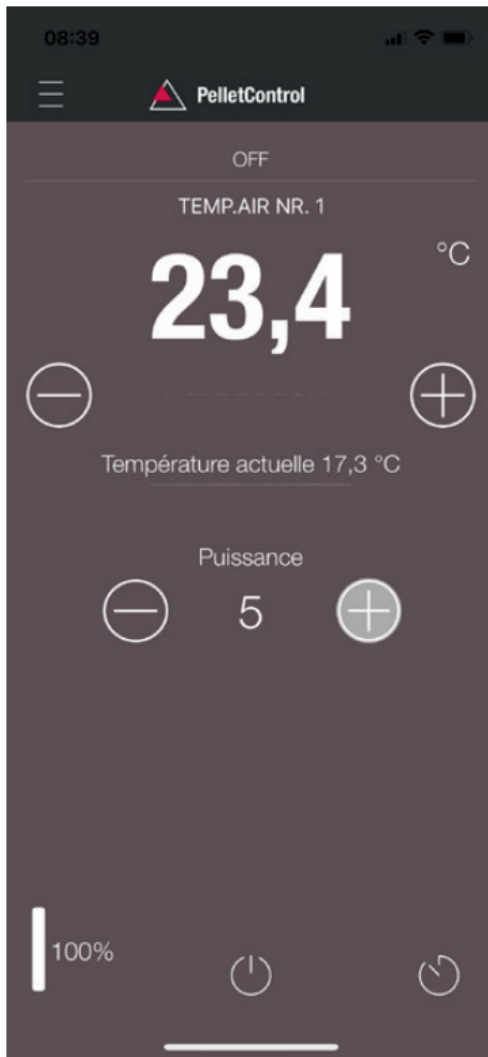 08:39
PelletControl
OFF
TEMP.AIR NR. 1
23,4 °C
Température actuelle 17,3 °C
Puissance
5
100%